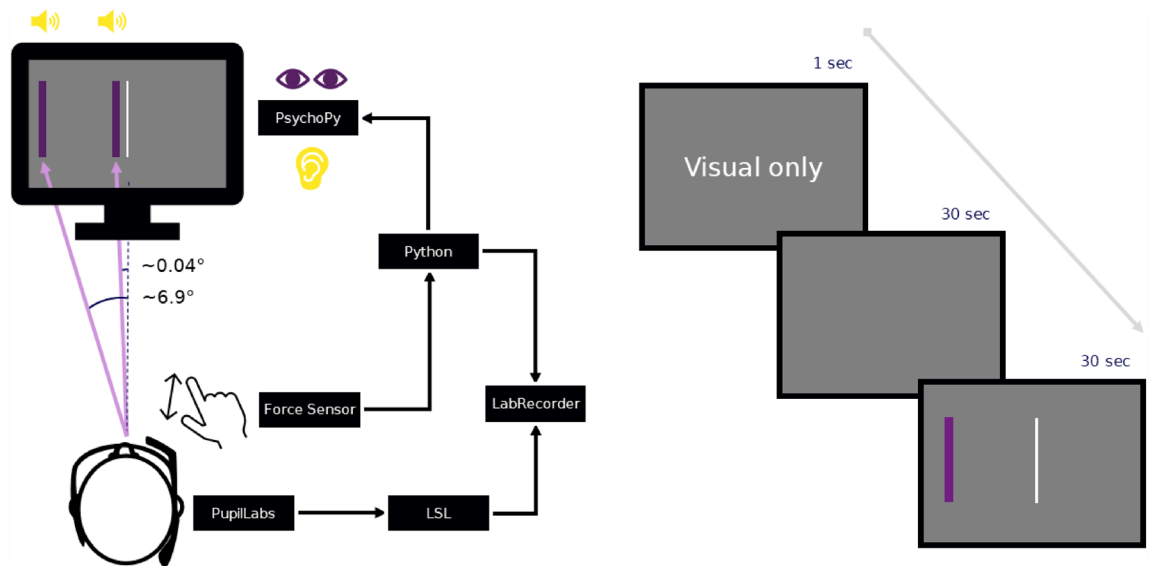 PsychoPy
~0.04°
~6.9°
Python
Force Sensor
LabRecorder
PupilLabs
LSL
1 sec
Visual only
30 sec
30 sec